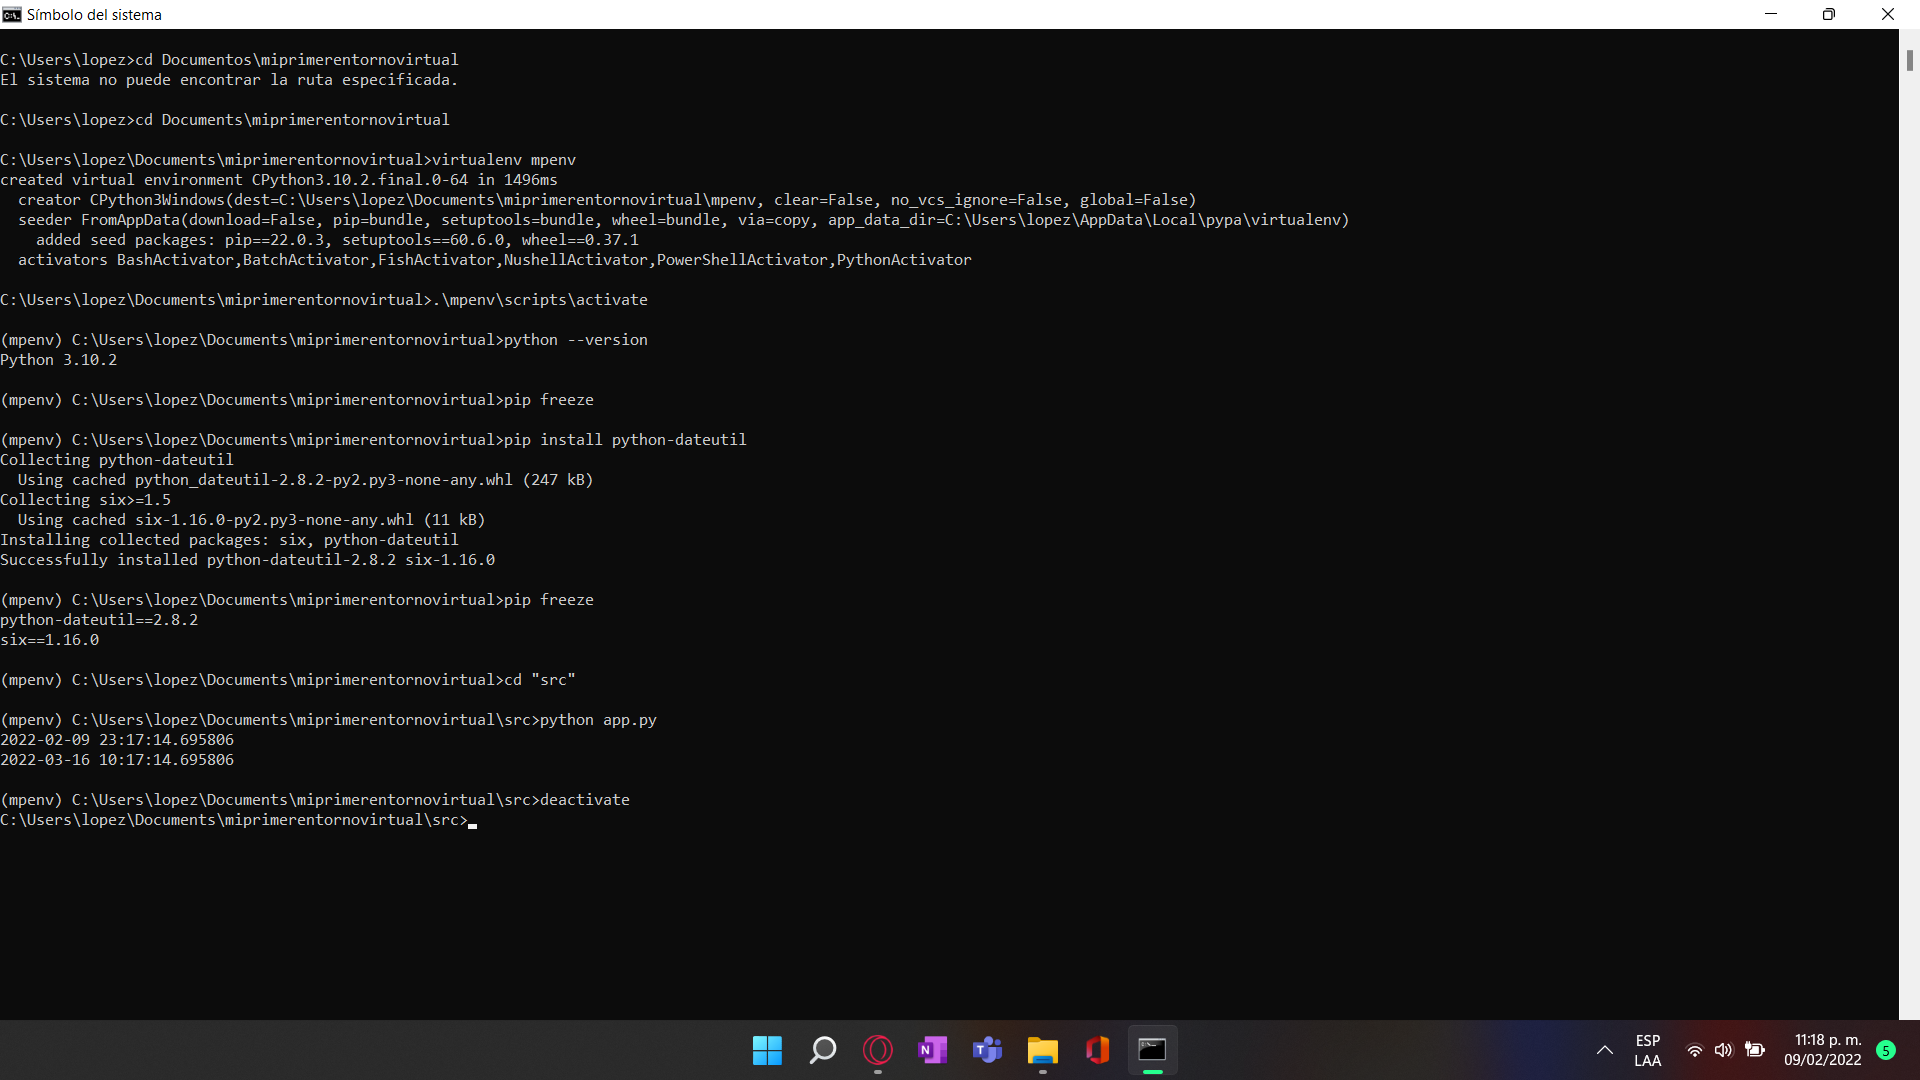 Símbolo del sistema
C:\Users\lopez>cd Documentos\miprimerentornovirtual
El sistema no puede encontrar la ruta especificada.
C:\Users\lopez>cd Documents\miprimerentornovirtual
C:\Users\lopez\Documents\miprimerentornovirtual>virtualenv mpenv
created virtual environment CPython3.10.2.final.0-64 in 1496ms
creator CPython3Windows(dest=C:\Users\lopez\Documents\miprimerentornovirtual\mpenv, clear=False, no_vcs_ignore=False, global=False)
seeder FromAppData(download=False, pip=bundle, setuptools=bundle, wheel=bundle, via=copy, app_data_dir=C:\Users\lopez\AppData\Local\pypa\virtualenv)
added seed packages: pip==22.0.3, setuptools==60.6.0, wheel==0.37.1
activators BashActivator,BatchActivator,FishActivator,NushellActivator,PowerShellActivator,PythonActivator
C:\Users\lopez\Documents\miprimerentornovirtual>.\mpenv\scripts\activate
(mpenv) C:\Users\lopez\Documents\miprimerentornovirtual>python --version
Python 3.10.2
(mpenv) C:\Users\lopez\Documents\miprimerentornovirtual>pip freeze
(mpenv) C:\Users\lopez\Documents\miprimerentornovirtual>pip install python-dateutil
Collecting python-dateutil
Using cached python_dateutil-2.8.2-py2.py3-none-any.whl (247 kB)
Collecting six>=1.5
Using cached six-1.16.0-py2.py3-none-any.whl (11 kB)
Installing collected packages: six, python-dateutil
Successfully installed python-dateutil-2.8.2 six-1.16.0
(mpenv) C:\Users\lopez\Documents\miprimerentornovirtual>pip freeze
python-dateutil==2.8.2
six==1.16.0
(mpenv) C:\Users\lopez\Documents\miprimerentornovirtual>cd "src"
(mpenv) C:\Users\lopez\Documents\miprimerentornovirtual\src>python app.py
2022-02-09 23:17:14.695806
2022-03-16 10:17:14.695806
(mpenv) C:\Users\lopez\Documents\miprimerentornovirtual\src>deactivate
C:\Users\lopez\Documents\miprimerentornovirtual\src>
ESP
LAA
11:18 p. m.
09/02/2022
5